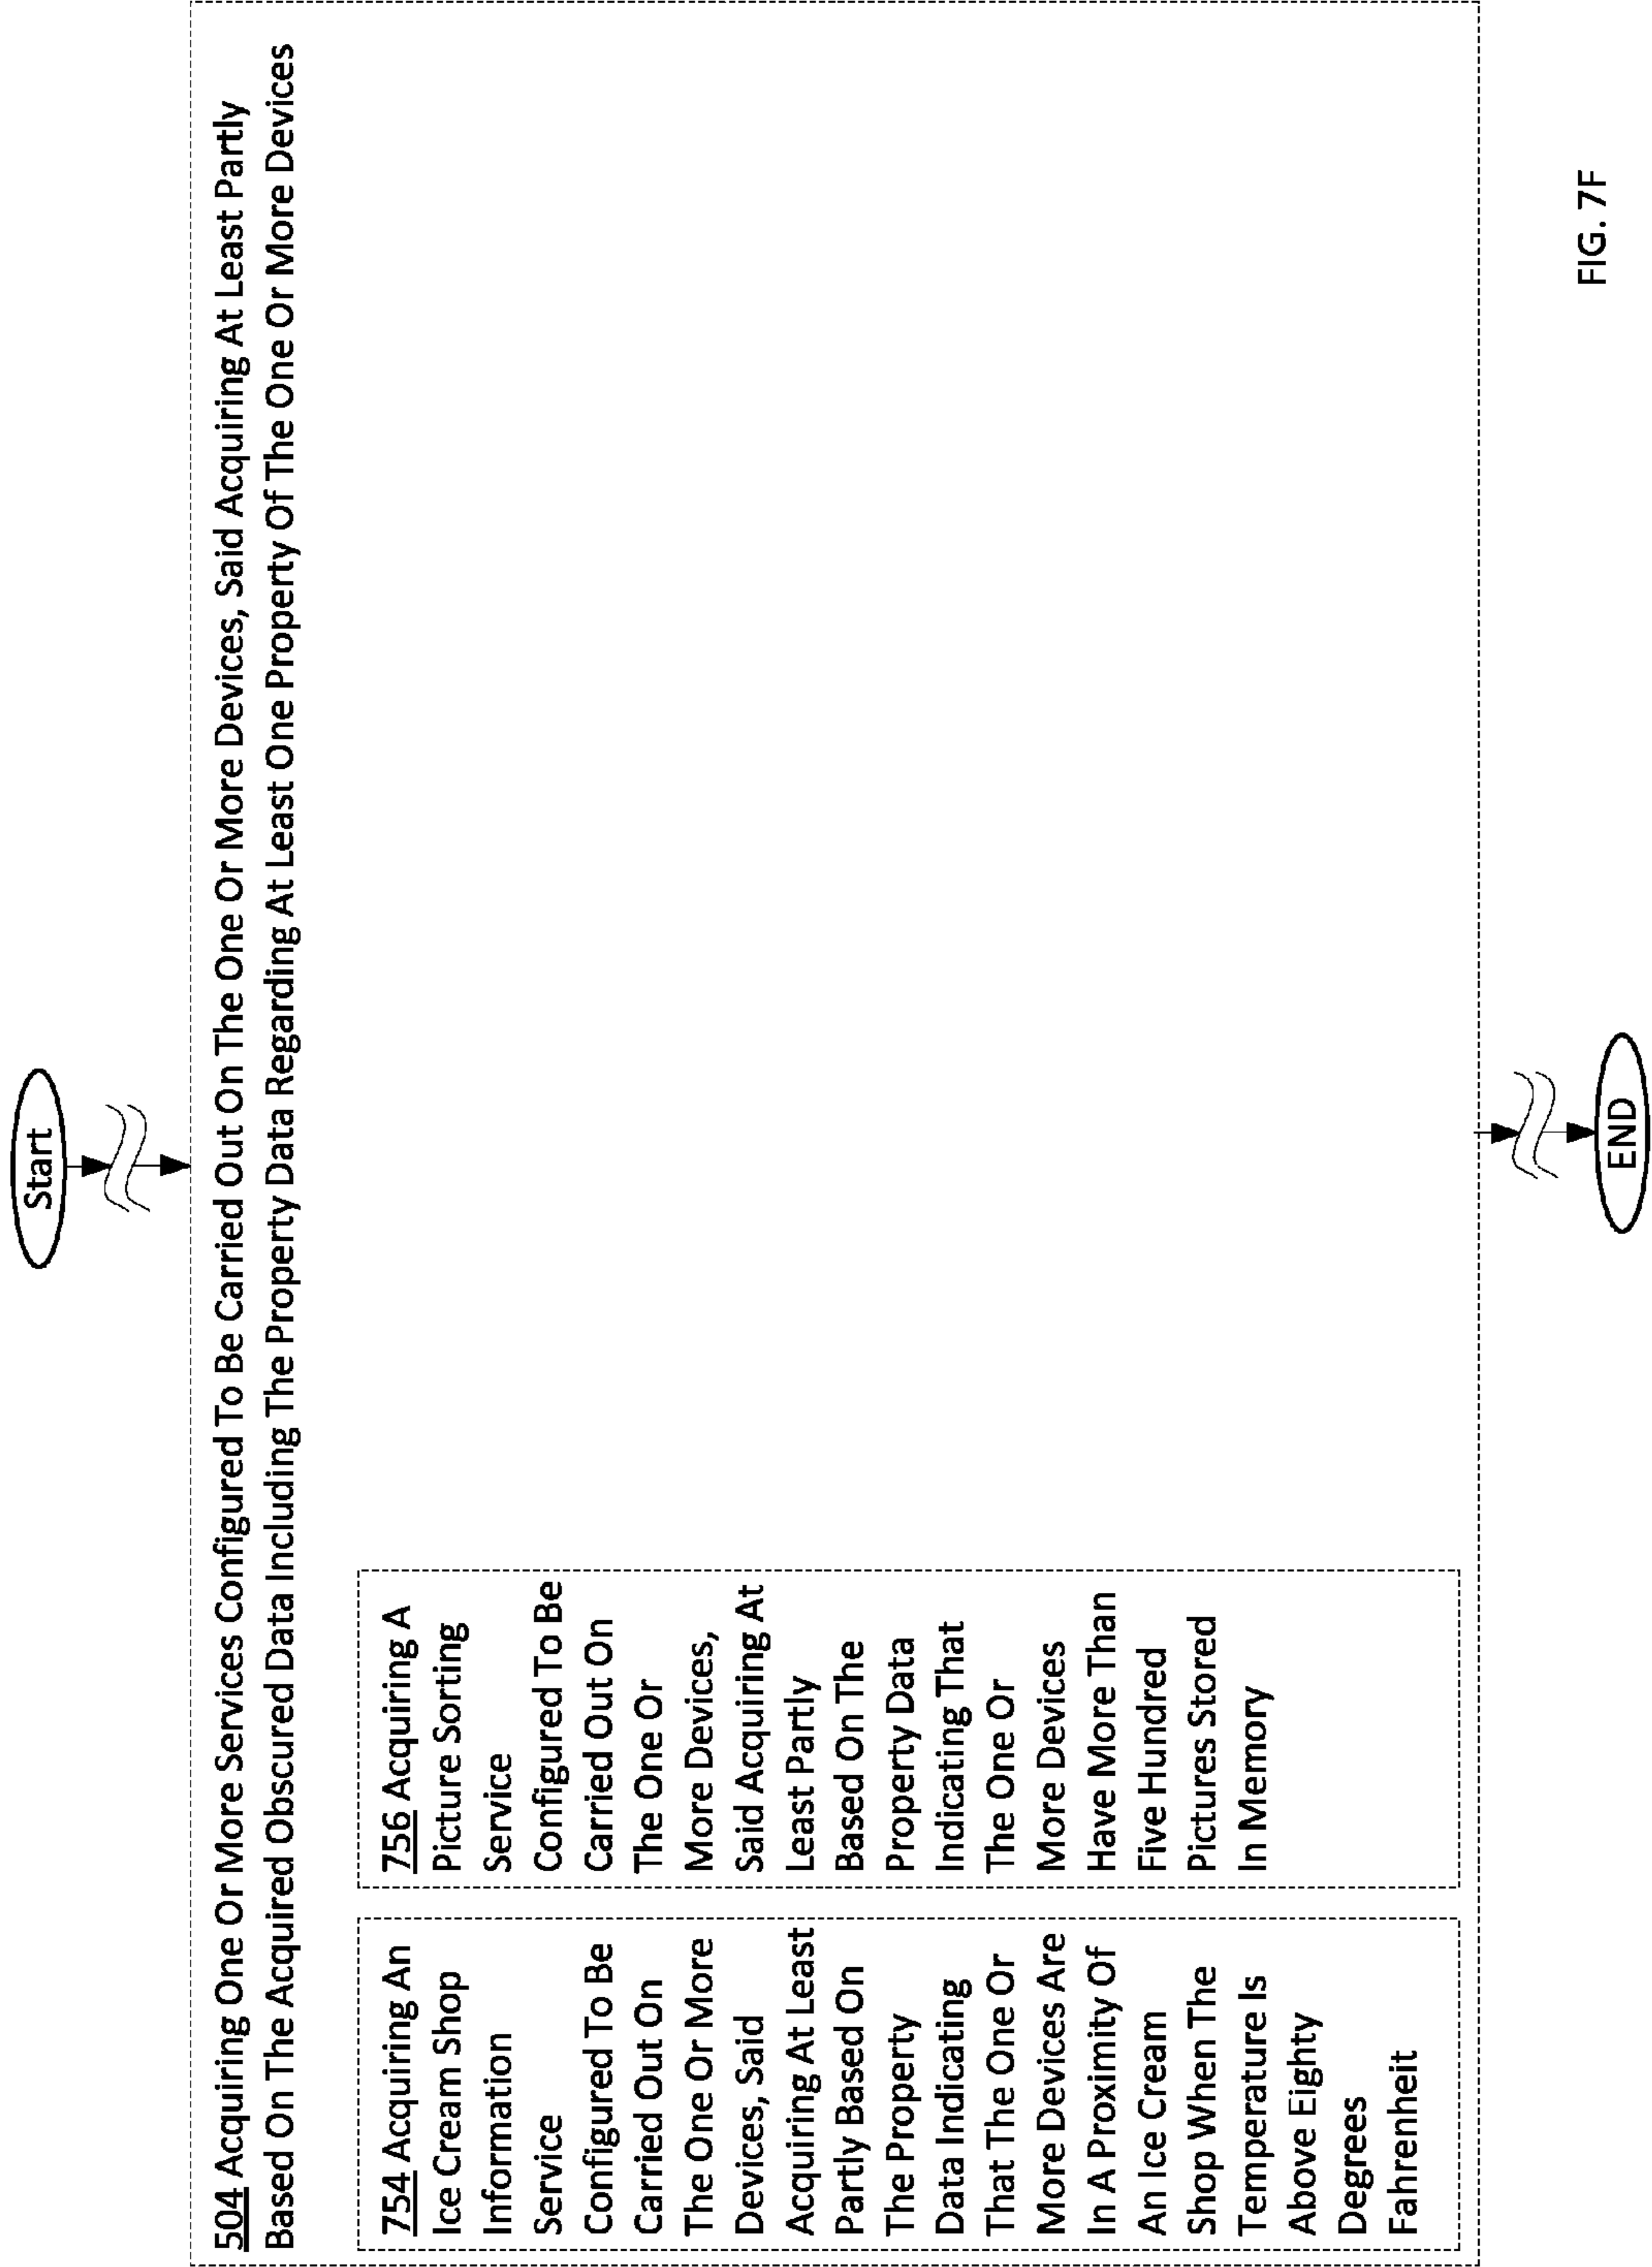 Start
504 Acquiring One Or More Services Configured To Be Carried Out On The One Or More Devices, Said Acquiring At Least Partly
Based On The Acquired Obscured Data Including The Property Data Regarding At Least One Property Of The One Or More Devices
754 Acquiring An
Ice Cream Shop
Information
Service
Configured To Be
Carried Out On
The One Or More
Devices, Said
Acquiring At Least
Partly Based On
The Property
Data Indicating
That The One Or
More Devices Are
In A Proximity Of
An Ice Cream
Shop When The
Temperature Is
Above Eighty
Degrees
Fahrenheit
756 Acquiring A
Picture Sorting
Service
Configured To Be
Carried Out On
The One Or
More Devices,
Said Acquiring At
Least Partly
Based On The
Property Data
Indicating That
The One Or
More Devices
Have More Than
Five Hundred
Pictures Stored
In Memory
END
FIG. 7F